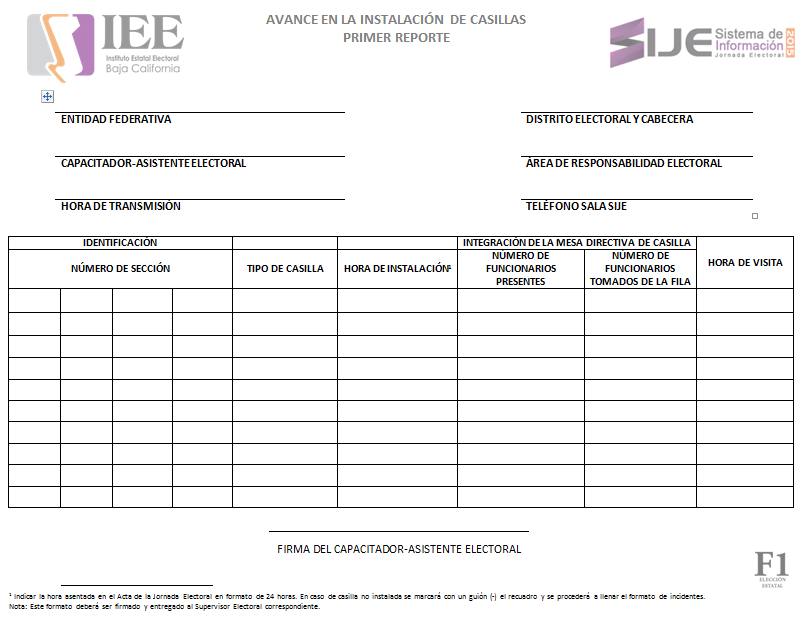 AVANCE EN LA INSTALACIÓN DE CASILLAS
PRIMER REPORTE
IEE
Instituto Estatal Electoral
Baja California
SIJE
Sistema de
Información
Jornada Electoral
2015
ENTIDAD FEDERATIVA
DISTRITO ELECTORAL Y CABECERA
CAPACITADOR-ASISTENTE ELECTORAL
ÁREA DE RESPONSABILIDAD ELECTORAL
HORA DE TRANSMISIÓN
TELÉFONO SALA SIJE
IDENTIFICACIÓN
INTEGRACIÓN DE LA MESA DIRECTIVA DE CASILLA
NÚMERO DE SECCIÓN
TIPO DE CASILLA
HORA DE INSTALACIÓN¹
NÚMERO DE
FUNCIONARIOS
PRESENTES
NÚMERO DE
FUNCIONARIOS
TOMADOS DE LA FILA
HORA DE VISITA
FIRMA DEL CAPACITADOR-ASISTENTE ELECTORAL
F1
ELECCIÓN
ESTATAL
¹ Indicar la hora asentada en el Acta de la Jornada Electoral en formato de 24 horas. En caso de casilla no instalada se marcará con un guión (-) el recuadro y se procederá a llenar el formato de incidentes.
Nota: Este formato deberá ser firmado y entregado al Supervisor Electoral correspondiente.